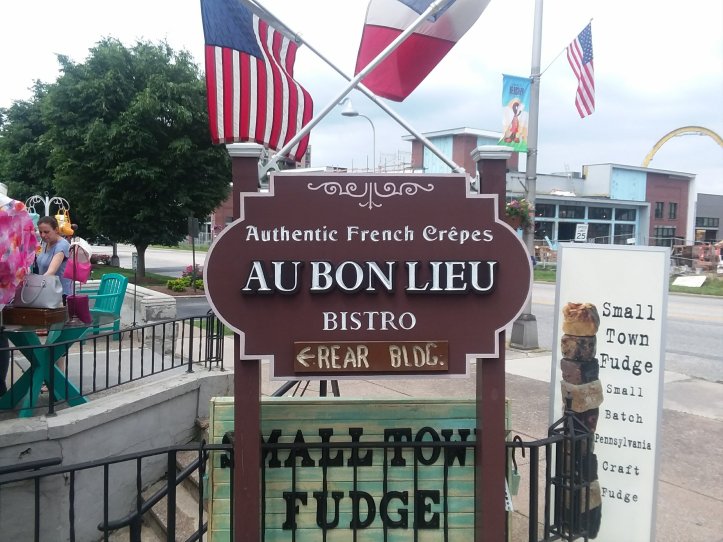 Authentic French Crêpes
AU BON LIEU
BISTRO
REAR BLDG.
SMALL TOWN
FUDGE
Small
Town
Fudge
Small
Batch
Pennsylvania
Craft
Fudge
25